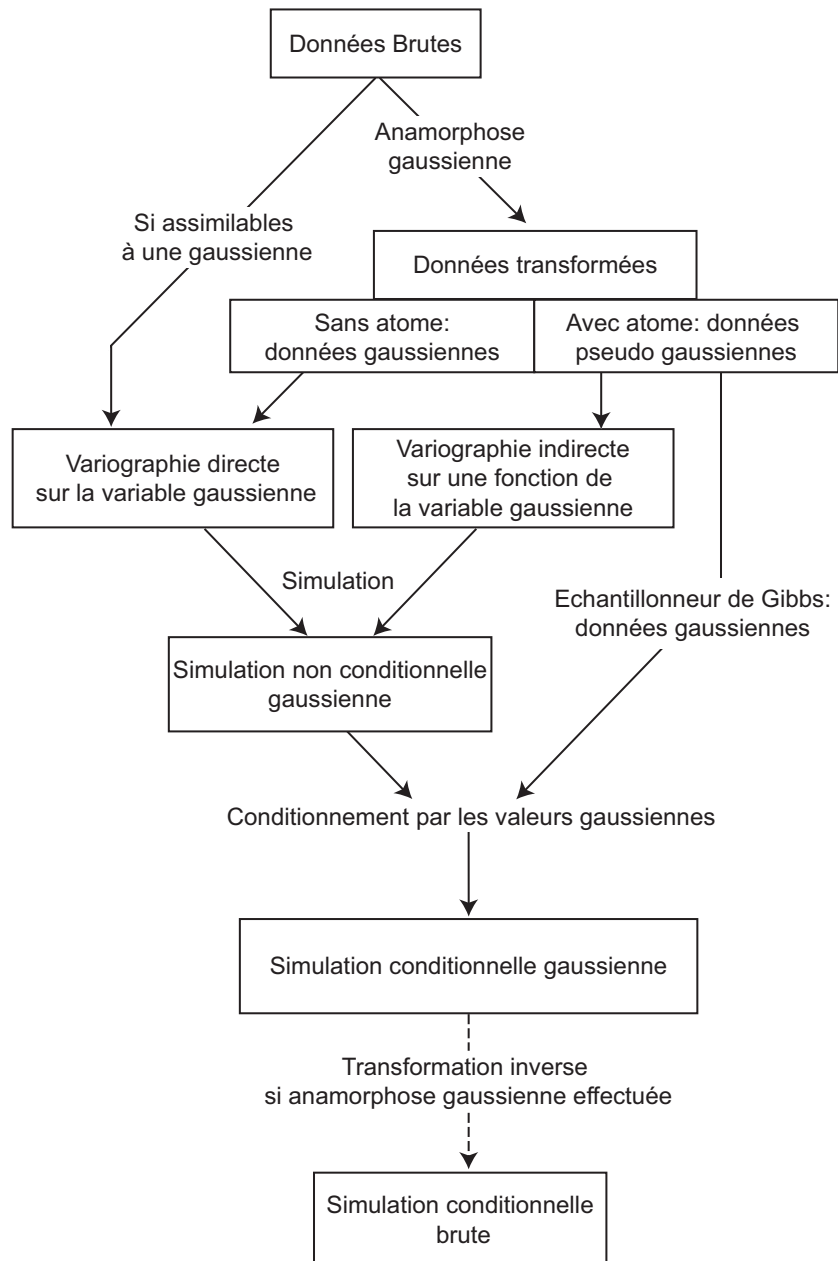 Données Brutes
Anamorphose
gaussienne
Si assimilables
à une gaussienne
Données transformées
Sans atome:
données gaussiennes
Avec atome: données
pseudo gaussiennes
Variographie directe
sur la variable gaussienne
Variographie indirecte
sur une fonction de
la variable gaussienne
Simulation
Echantillonneur de Gibbs:
données gaussiennes
Simulation non conditionnelle
gaussienne
Conditionnement par les valeurs gaussiennes
Simulation conditionnelle gaussienne
Transformation inverse
si anamorphose gaussienne effectuée
Simulation conditionnelle
brute